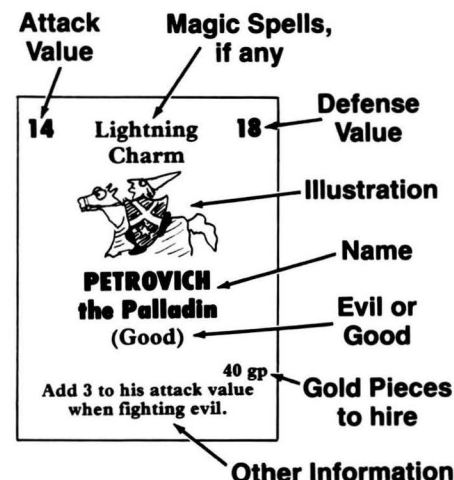 Attack
Value
Magic Spells,
if any
14
Lightning
Charm
18
Defense
Value
Illustration
PETROVICH
the Palladin
Name
(Good)
Evil or
Good
40 gp
Gold Pieces
to hire
Add 3 to his attack value
when fighting evil.
Other Information